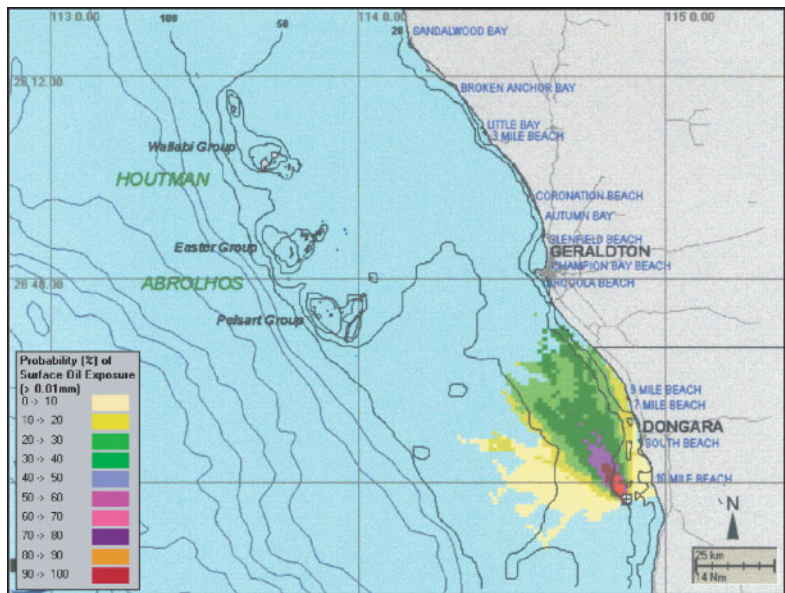 113 0.00
100
50
114 0.00
20
SANDALWOOD BAY
115 0.00
28 12.00
BROKEN ANCHOR BAY
LITTLE BAY
3 MILE BEACH
Wallabi Group
HOUTMAN
CORONATION BEACH
AUTUMN BAY
GLENFIELD BEACH
Easter Group
GERALDTON
CHAMPION BAY BEACH
ABROLHOS
28 48.00
Pelsart Group
Probability (%) of
Surface Oil Exposure
(> 0.01mm)
0 -> 10
10 -> 20
20 -> 30
30 -> 40
40 -> 50
50 -> 60
60 -> 70
70 -> 80
80 -> 90
90 -> 100
9 MILE BEACH
7 MILE BEACH
DONGARA
SOUTH BEACH
10 MILE BEACH
N
25 km
14 Nm